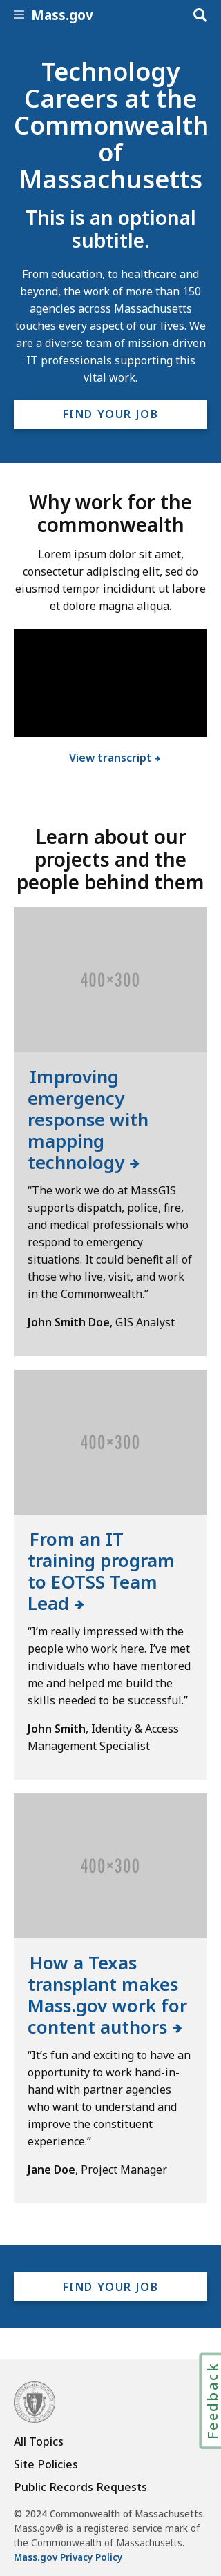 Mass.gov
Technology
Careers at the
Commonwealth
of
Massachusetts
This is an optional
subtitle.
From education, to healthcare and
beyond, the work of more than 150
agencies across Massachusetts
touches every aspect of our lives. We
are a diverse team of mission-driven
IT professionals supporting this
vital work.
FIND YOUR JOB
Why work for the
commonwealth
Lorem ipsum dolor sit amet,
consectetur adipiscing elit, sed do
eiusmod tempor incididunt ut labore
et dolore magna aliqua.
View transcript
Learn about our
projects and the
people behind them
400×300
Improving
emergency
response with
mapping
technology
“The work we do at MassGIS
supports dispatch, police, fire,
and medical professionals who
respond to emergency
situations. It could benefit all of
those who live, visit, and work
in the Commonwealth.”
John Smith Doe, GIS Analyst
400×300
From an IT
training program
to EOTSS Team
Lead
“I’m really impressed with the
people who work here. I’ve met
individuals who have mentored
me and helped me build the
skills needed to be successful.”
John Smith, Identity & Access
Management Specialist
400×300
How a Texas
transplant makes
Mass.gov work for
content authors
“It’s fun and exciting to have an
opportunity to work hand-in-
hand with partner agencies
who want to understand and
improve the constituent
experience.”
Jane Doe, Project Manager
FIND YOUR JOB
Feedback
All Topics
Site Policies
Public Records Requests
© 2024 Commonwealth of Massachusetts.
Mass.gov® is a registered service mark of
the Commonwealth of Massachusetts.
Mass.gov Privacy Policy